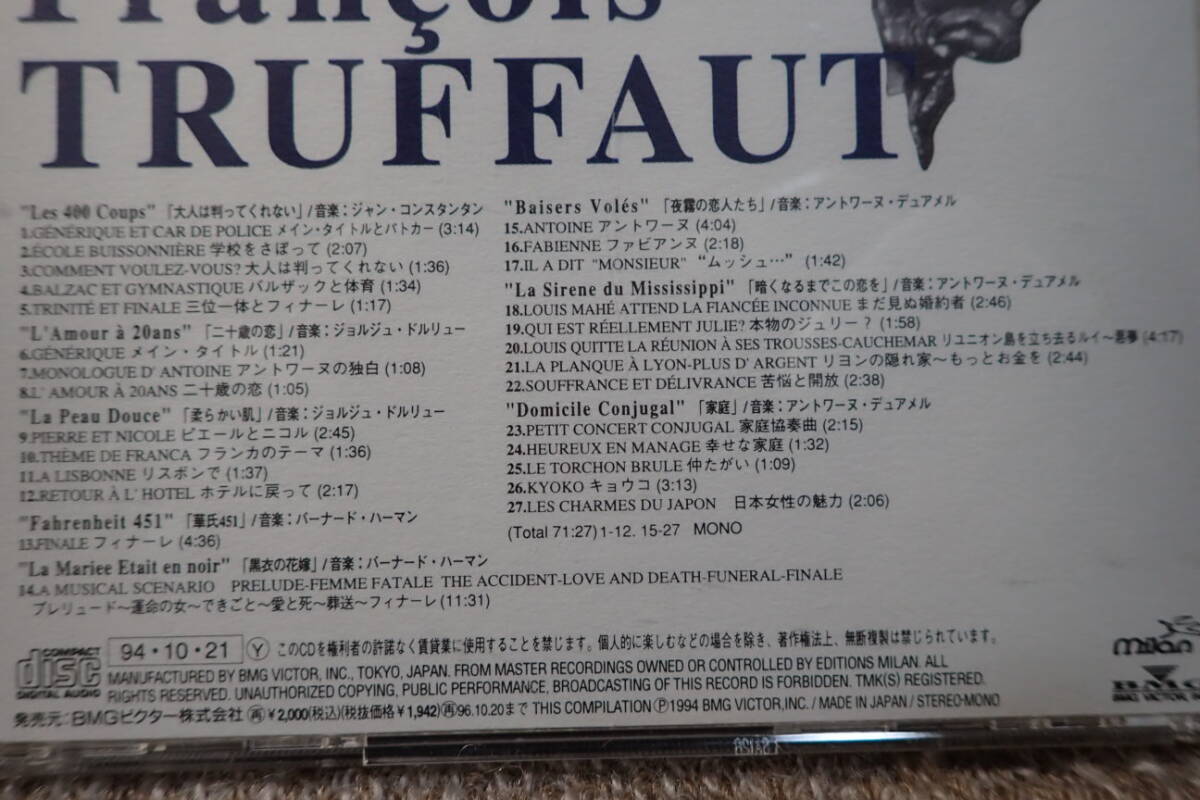 François
TRUFFAUT
"Les 400 Coups" 「大人は判ってくれない」/音楽:ジャン・コンスタンタン
1.GÉNÉRIQUE ET CAR DE POLICE メイン・タイトルとパトカー (3:14)
2.ÉCOLE BUISSONNIÈRE 学校をさぼって (2:07)
3.COMMENT VOULEZ-VOUS? 大人は判ってくれない (1:36)
4.BALZAC ET GYMNASTIQUE バルザックと体育 (1:34)
5.TRINITÉ ET FINALE 三位一体とフィナーレ (1:17)
"L'Amour à 20ans" 「二十歳の恋」/音楽:ジョルジュ・ドルリュー
6.GÉNÉRIQUE メイン・タイトル (1:21)
7.MONOLOGUE D' ANTOINE アントワーヌの独白 (1:08)
8.L' AMOUR À 20ANS 二十歳の恋 (1:05)
"La Peau Douce" 「柔らかい肌」/音楽:ジョルジュ・ドルリュー
9.PIERRE ET NICOLE ピエールとニコル (2:45)
10.THÈME DE FRANCA フランカのテーマ (1:36)
11.A LISBONNE リスボンで (1:37)
12.RETOUR À L' HOTEL ホテルに戻って (2:17)
"Fahrenheit 451" 「華氏451」/音楽:バーナード・ハーマン
13.FINALE フィナーレ (4:36)
"La Mariee Etait en noir" 「黒衣の花嫁」/音楽:バーナード・ハーマン
14.A MUSICAL SCENARIO PRELUDE-FEMME FATALE THE ACCIDENT-LOVE AND DEATH-FUNERAL-FINALE
プレリュード～運命の女～できごと～愛と死～葬送～フィナーレ (11:31)
"Baisers Volés" 「夜霧の恋人たち」/音楽:アントワーヌ・デュアメル
15.ANTOINE アントワーヌ (4:04)
16.FABIENNE ファビアンヌ (2:18)
17.IL A DIT "MONSIEUR" "ムッシュ…" (1:42)
"La Sirene du Mississippi" 「暗くなるまでこの恋を」/音楽:アントワーヌ・デュアメル
18.LOUIS MAHÉ ATTEND LA FIANCÉE INCONNUE まだ見ぬ婚約者 (2:46)
19.QUI EST RÉELLEMENT JULIE? 本物のジュリー? (1:58)
20.LOUIS QUITTE LA RÉUNION À SES TROUSSES-CAUCHEMAR リユニオン島を立ち去るルイ～悪夢 (4:17)
21.LA PLANQUE À LYON-PLUS D' ARGENT リヨンの隠れ家～もっとお金を (2:44)
22.SOUFFRANCE ET DÉLIVRANCE 苦悩と開放 (2:38)
"Domicile Conjugal" 「家庭」/音楽:アントワーヌ・デュアメル
23.PETIT CONCERT CONJUGAL 家庭協奏曲 (2:15)
24.HEUREUX EN MANAGE 幸せな家庭 (1:32)
25.LE TORCHON BRULE 仲たがい (1:09)
26.KYOKO キョウコ (3:13)
27.LES CHARMES DU JAPON 日本女性の魅力 (2:06)
(Total 71:27) 1-12. 15-27 MONO
COMPACT disc DIGITAL AUDIO
94・10・21 Y このCDを権利者の許諾なく賃貸業に使用することを禁じます。個人的に楽しむなどの場合を除き、著作権法上、無断複製は禁じられています。
MANUFACTURED BY BMG VICTOR, INC., TOKYO, JAPAN. FROM MASTER RECORDINGS OWNED OR CONTROLLED BY EDITIONS MILAN. ALL
RIGHTS RESERVED. UNAUTHORIZED COPYING, PUBLIC PERFORMANCE, BROADCASTING OF THIS RECORD IS FORBIDDEN. TMK(S) REGISTERED.
発売元:BMGビクター株式会社 再¥2,000(税込)(税抜価格¥1,942)再96.10.20まで THIS COMPILATION Ⓟ1994 BMG VICTOR,INC./ MADE IN JAPAN / STEREO-MONO
milan
BMG
BMG VICTOR